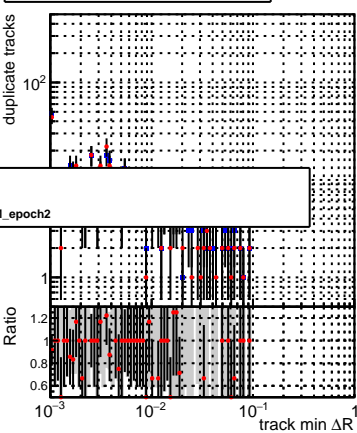 duplicate tracks
10²
l_epoch2
1
Ratio
1.2
1
0.8
0.6
10⁻³ 10⁻² 10⁻¹ 1
track min ΔR